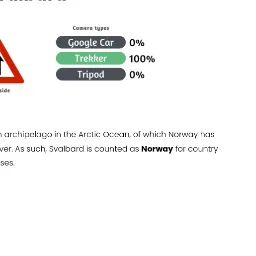 Camera types
Google Car 0%
Trekker 100%
Tripod 0%
archipelago in the Arctic Ocean, of which Norway has
ver. As such, Svalbard is counted as Norway for country
ses.